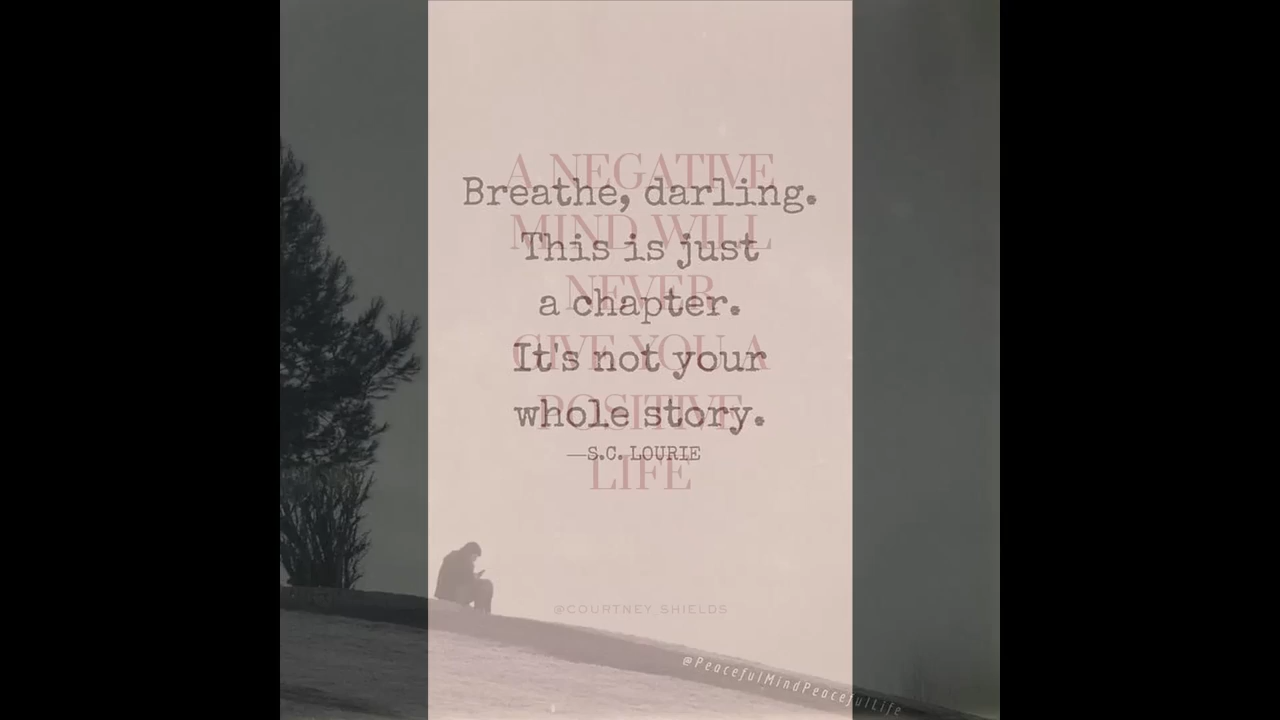 A NEGATIVE
MIND WILL
NEVER
GIVE YOU A
POSITIVE
LIFE
@COURTNEY SHIELDS
Breathe, darling.
This is just
a chapter.
It's not your
whole story.
—S.C. LOURIE
@PeacefulMindPeacefulLife